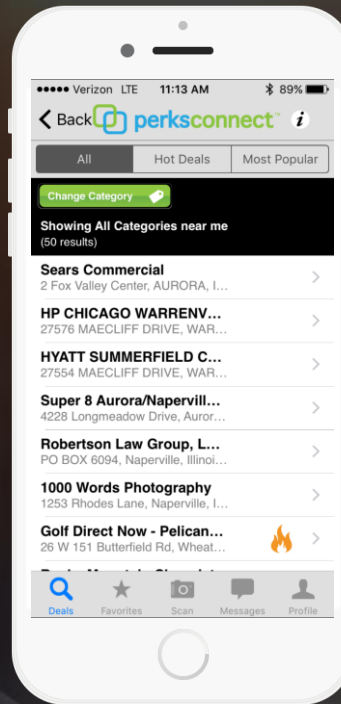 Verizon LTE 11:13 AM 89%
Back perksconnect™ i
All Hot Deals Most Popular
Change Category
Showing All Categories near me
(50 results)
Sears Commercial
2 Fox Valley Center, AURORA, I...
HP CHICAGO WARRENV...
27576 MAECLIFF DRIVE, WAR...
HYATT SUMMERFIELD C...
27554 MAECLIFF DRIVE, WAR...
Super 8 Aurora/Napervill...
4228 Longmeadow Drive, Auror...
Robertson Law Group, L...
PO BOX 6094, Naperville, Illinoi...
1000 Words Photography
1253 Rhodes Lane, Naperville, I...
Golf Direct Now - Pelican...
26 W 151 Butterfield Rd, Wheat...
Deals Favorites Scan Messages Profile